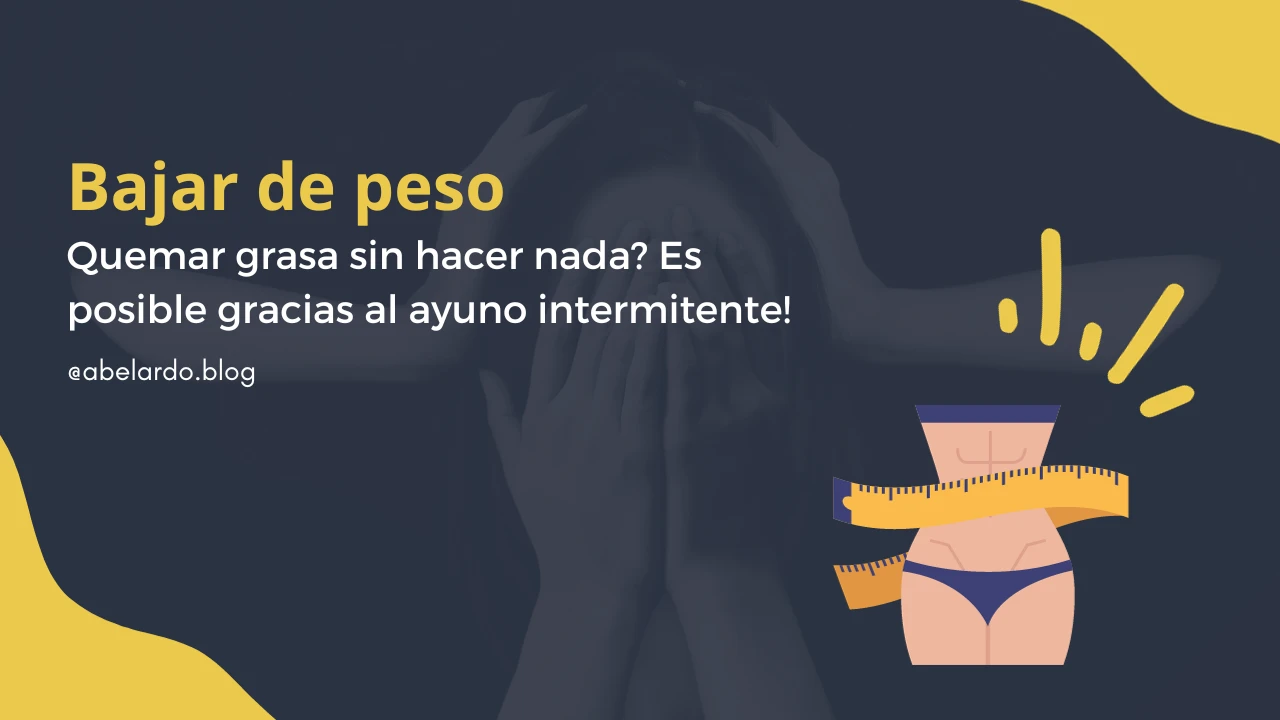 Bajar de peso
Quemar grasa sin hacer nada? Es
posible gracias al ayuno intermitente!
@abelardo.blog